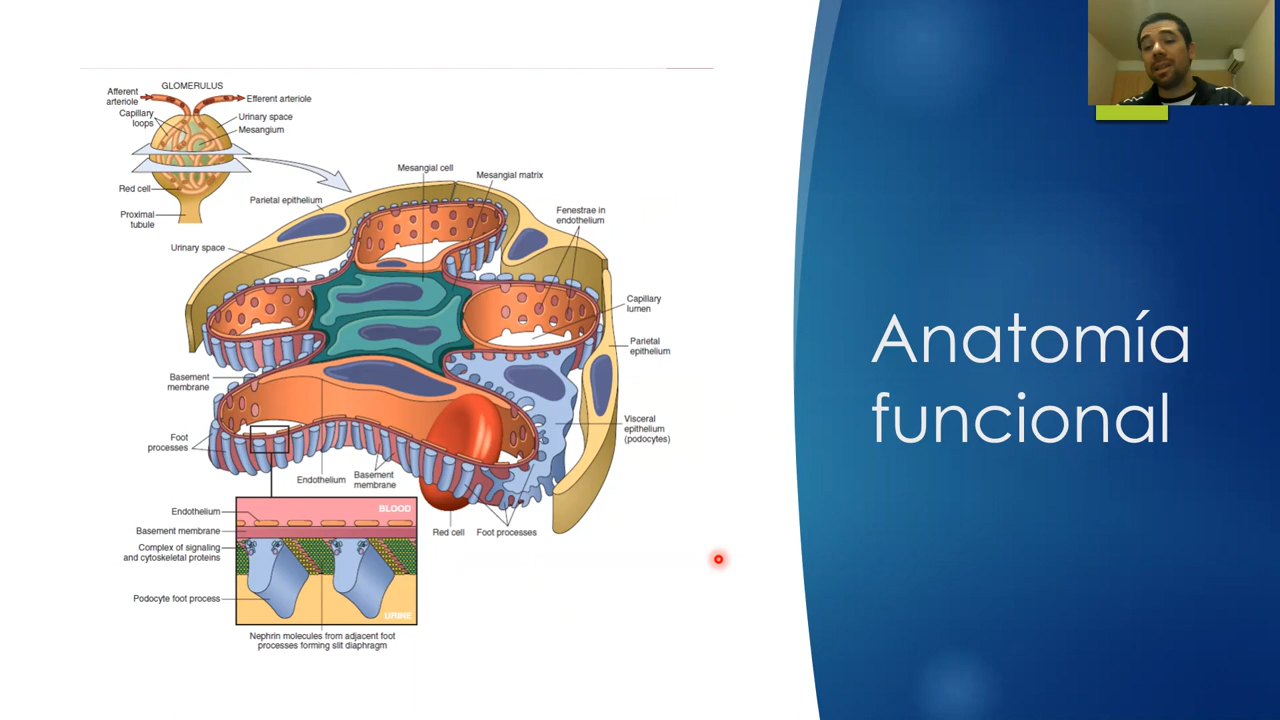 GLOMERULUS
Afferent
arteriole
Efferent arteriole
Capillary
loops
Urinary space
Mesangium
Red cell
Proximal
tubule
Mesangial cell
Mesangial matrix
Parietal epithelium
Fenestrae in
endothelium
Urinary space
Capillary
lumen
Parietal
epithelium
Basement
membrane
Visceral
epithelium
(podocytes)
Foot
processes
Endothelium
Basement
membrane
Red cell
Foot processes
Endothelium
BLOOD
Basement membrane
Complex of signaling
and cytoskeletal proteins
Podocyte foot process
URINE
Nephrin molecules from adjacent foot
processes forming slit diaphragm
Anatomía
funcional